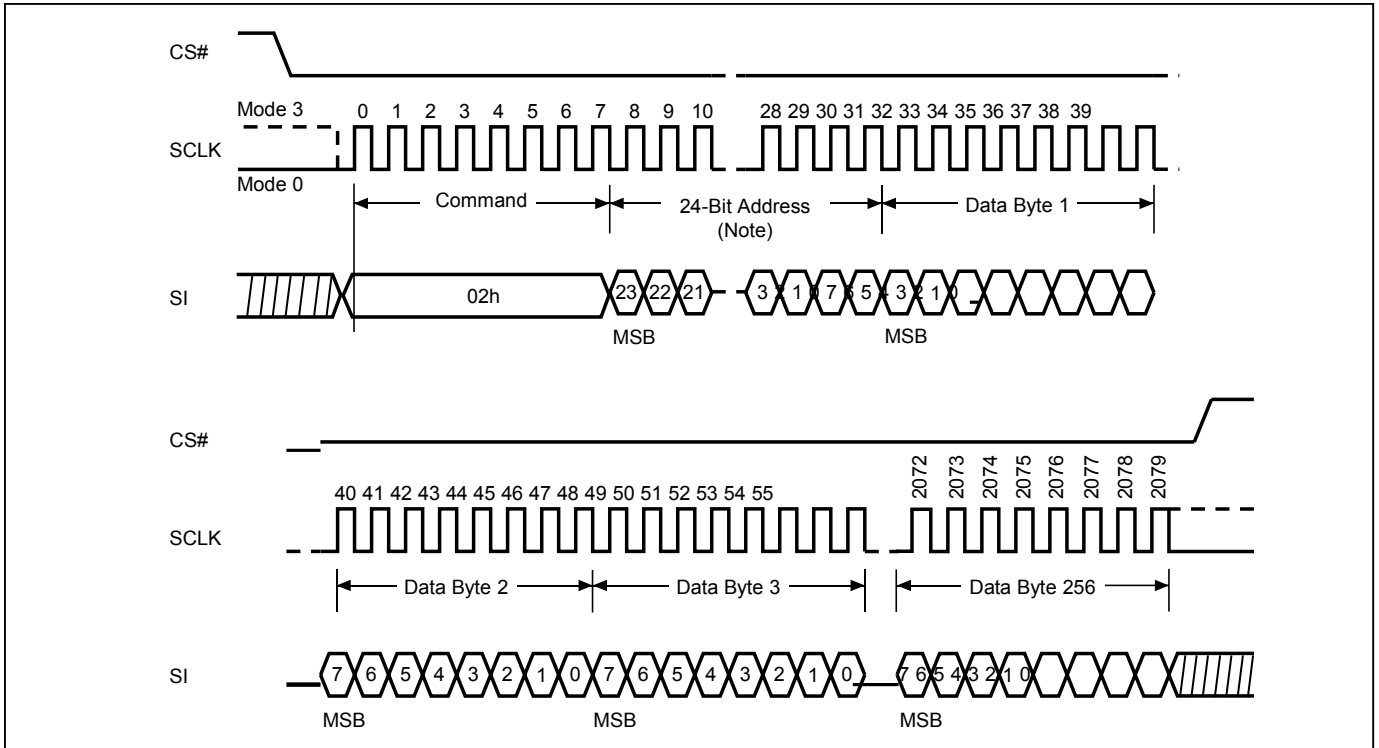 CS#
Mode 3
0 1 2 3 4 5 6 7 8 9 10 28 29 30 31 32 33 34 35 36 37 38 39
SCLK
Mode 0
Command
24-Bit Address
(Note)
Data Byte 1
SI
02h
23 22 21 3 2 1 0 7 6 5 4 3 2 1 0
MSB MSB
CS#
40 41 42 43 44 45 46 47 48 49 50 51 52 53 54 55 2072 2073 2074 2075 2076 2077 2078 2079
SCLK
Data Byte 2 Data Byte 3 Data Byte 256
SI
7 6 5 4 3 2 1 0 7 6 5 4 3 2 1 0 7 6 5 4 3 2 1 0
MSB MSB MSB